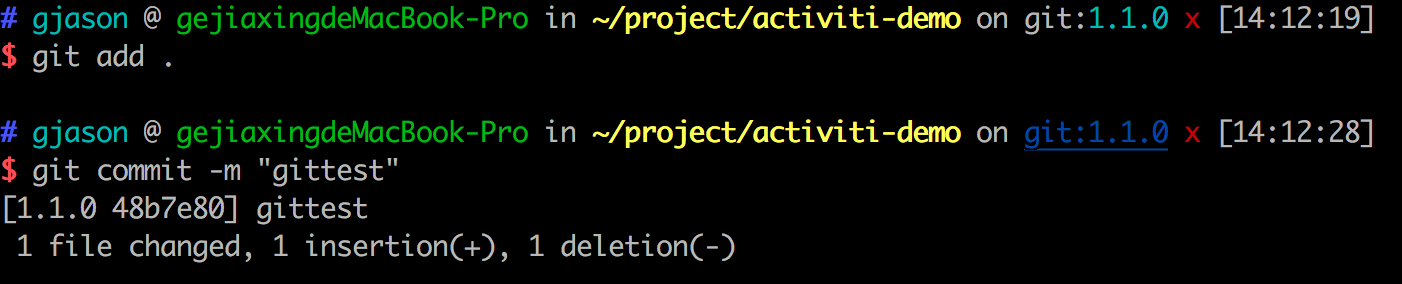 # gjason @ gejiaxingdeMacBook-Pro in ~/project/activiti-demo on git:1.1.0 x [14:12:19]
$ git add .
# gjason @ gejiaxingdeMacBook-Pro in ~/project/activiti-demo on git:1.1.0 x [14:12:28]
$ git commit -m "gittest"
[1.1.0 48b7e80] gittest
1 file changed, 1 insertion(+), 1 deletion(-)